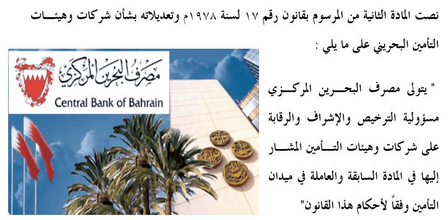 نصت المادة الثانية من المرسوم بقانون رقم ١٧ لسنة ١٩٧٨م وتعديلاته بشأن شركات وهيئات
التأمين البحريني على ما يلي :
مصرف البحرين المركزي
Central Bank of Bahrain
" يتولى مصرف البحرين المركزي
مسؤولية الترخيص والإشراف والرقابة
على شركات وهيئات التأمين المشار
إليها في المادة السابقة والعاملة في ميدان
التأمين وفقاً لأحكام هذا القانون"